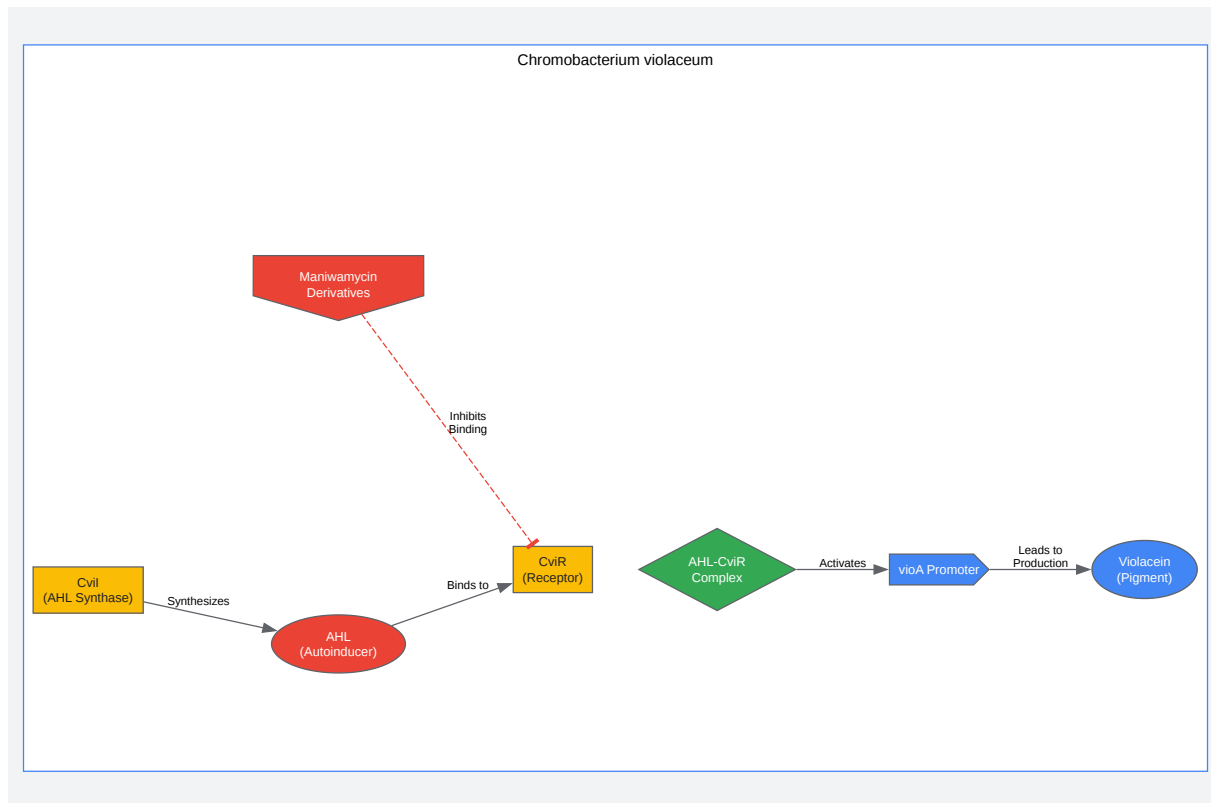 Chromobacterium violaceum
Maniwamycin
Derivatives
Inhibits
Binding
CviI
(AHL Synthase)
Synthesizes
AHL
(Autoinducer)
Binds to
CviR
(Receptor)
AHL-CviR
Complex
Activates
vioA Promoter
Leads to
Production
Violacein
(Pigment)